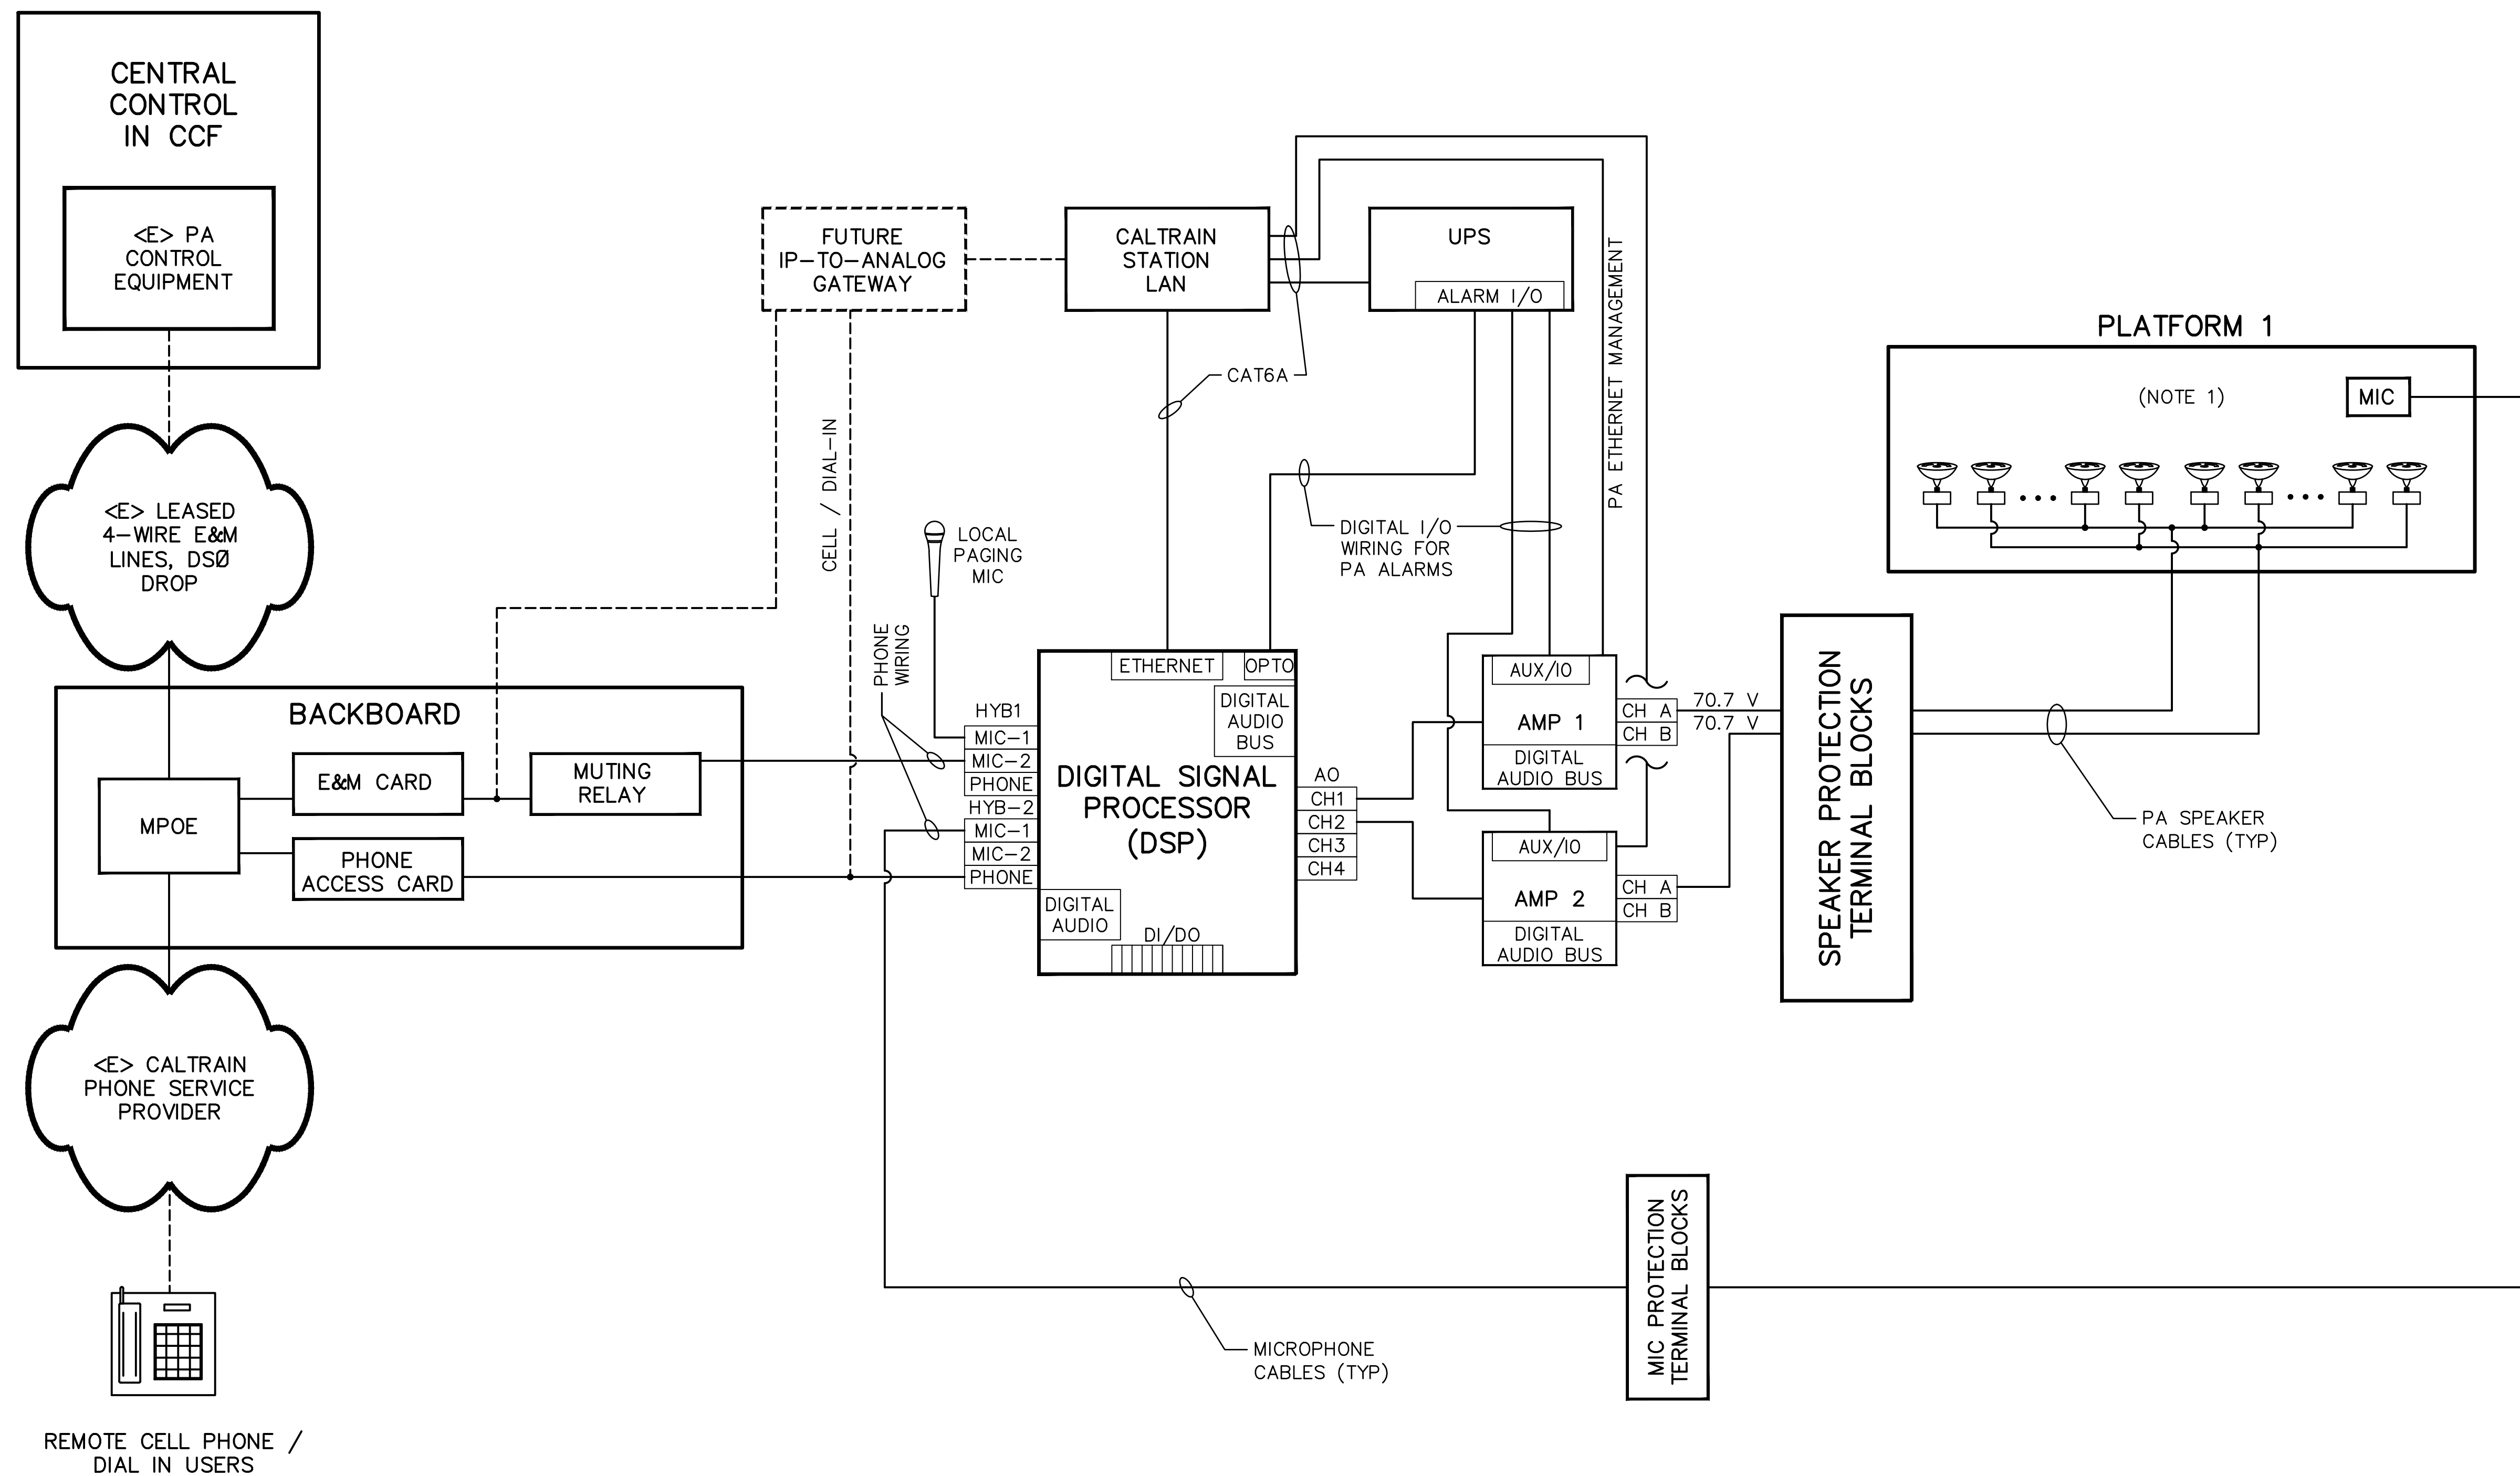 CENTRAL
CONTROL
IN CCF
<E> PA
CONTROL
EQUIPMENT
<E> LEASED
4-WIRE E&M
LINES, DSØ
DROP
BACKBOARD
MPOE
E&M CARD
MUTING
RELAY
PHONE
ACCESS CARD
<E> CALTRAIN
PHONE SERVICE
PROVIDER
REMOTE CELL PHONE /
DIAL IN USERS
FUTURE
IP-TO-ANALOG
GATEWAY
CELL / DIAL-IN
PHONE
WIRING
LOCAL
PAGING
MIC
CALTRAIN
STATION
LAN
UPS
ALARM I/O
CAT6A
DIGITAL I/O
WIRING FOR
PA ALARMS
PA ETHERNET MANAGEMENT
HYB1
MIC-1
MIC-2
PHONE
HYB-2
MIC-1
MIC-2
PHONE
ETHERNET
OPTO
DIGITAL
AUDIO
BUS
DIGITAL SIGNAL
PROCESSOR
(DSP)
DIGITAL
AUDIO
DI/DO
AO
CH1
CH2
CH3
CH4
AUX/IO
AMP 1
DIGITAL
AUDIO BUS
CH A
CH B
70.7 V
70.7 V
AUX/IO
AMP 2
DIGITAL
AUDIO BUS
CH A
CH B
SPEAKER PROTECTION
TERMINAL BLOCKS
PLATFORM 1
(NOTE 1)
MIC
PA SPEAKER
CABLES (TYP)
MICROPHONE
CABLES (TYP)
MIC PROTECTION
TERMINAL BLOCKS